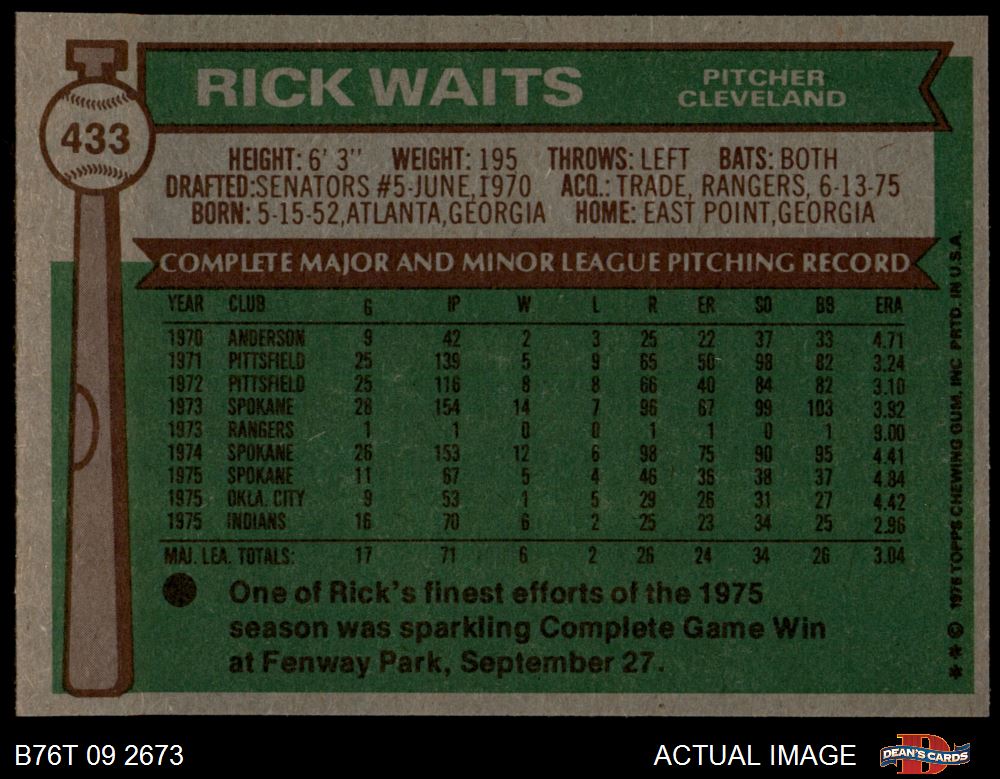 RICK WAITS
PITCHER
CLEVELAND
433
HEIGHT: 6' 3" WEIGHT: 195 THROWS: LEFT BATS: BOTH
DRAFTED:SENATORS #5-JUNE,1970 ACQ.: TRADE, RANGERS, 6-13-75
BORN: 5-15-52,ATLANTA,GEORGIA HOME: EAST POINT,GEORGIA
COMPLETE MAJOR AND MINOR LEAGUE PITCHING RECORD
YEAR CLUB G IP W L R ER SO BB ERA
1970 ANDERSON 9 42 2 3 25 22 37 33 4.71
1971 PITTSFIELD 25 139 5 9 65 50 98 82 3.24
1972 PITTSFIELD 25 116 8 8 66 40 84 82 3.10
1973 SPOKANE 28 154 14 7 96 67 99 103 3.92
1973 RANGERS 1 1 0 0 1 1 0 1 9.00
1974 SPOKANE 26 153 12 6 98 75 90 95 4.41
1975 SPOKANE 11 67 5 4 46 36 38 37 4.84
1975 OKLA. CITY 9 53 1 5 29 26 31 27 4.42
1975 INDIANS 16 70 6 2 25 23 34 25 2.96
MAJ. LEA. TOTALS: 17 71 6 2 26 24 34 26 3.04
One of Rick's finest efforts of the 1975
season was sparkling Complete Game Win
at Fenway Park, September 27.
** © 1976 TOPPS CHEWING GUM, INC PRTD. IN U.S.A.
B76T 09 2673 ACTUAL IMAGE DEAN'S CARDS